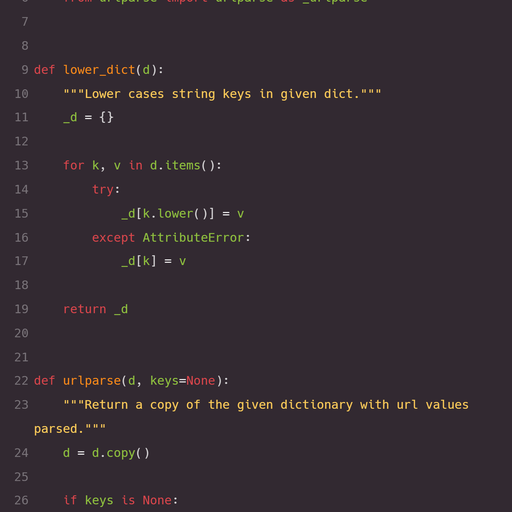 6     from urlparse import urlparse as _urlparse
7
8
9 def lower_dict(d):
10     """Lower cases string keys in given dict."""
11     _d = {}
12
13     for k, v in d.items():
14         try:
15             _d[k.lower()] = v
16         except AttributeError:
17             _d[k] = v
18
19     return _d
20
21
22 def urlparse(d, keys=None):
23     """Return a copy of the given dictionary with url values
parsed."""
24     d = d.copy()
25
26     if keys is None: